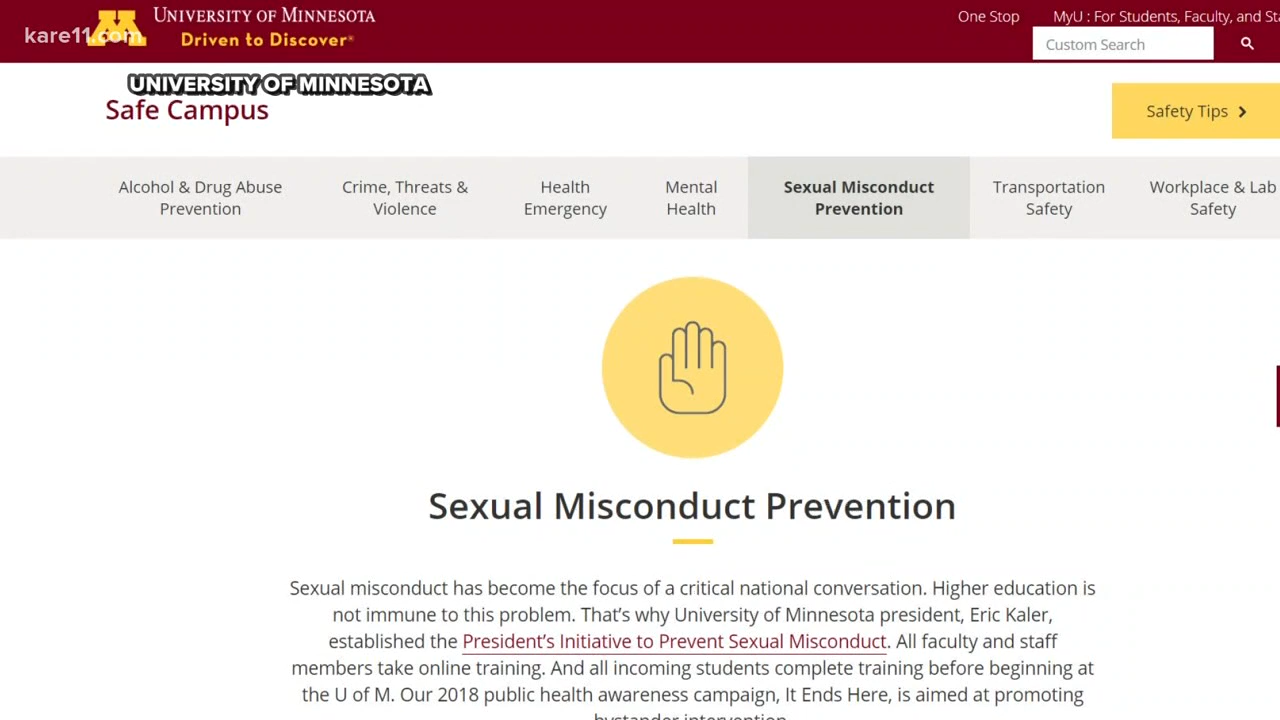 UNIVERSITY OF MINNESOTA
Driven to Discover®
kare11.com
One Stop
MyU : For Students, Faculty, and Sta
Custom Search
UNIVERSITY OF MINNESOTA
Safe Campus
Safety Tips
Alcohol & Drug Abuse
Prevention
Crime, Threats &
Violence
Health
Emergency
Mental
Health
Sexual Misconduct
Prevention
Transportation
Safety
Workplace & Lab
Safety
Sexual Misconduct Prevention
Sexual misconduct has become the focus of a critical national conversation. Higher education is
not immune to this problem. That's why University of Minnesota president, Eric Kaler,
established the President's Initiative to Prevent Sexual Misconduct. All faculty and staff
members take online training. And all incoming students complete training before beginning at
the U of M. Our 2018 public health awareness campaign, It Ends Here, is aimed at promoting
bystander intervention.